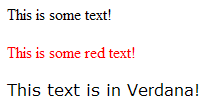 This is some text!
This is some red text!
This text is in Verdana!